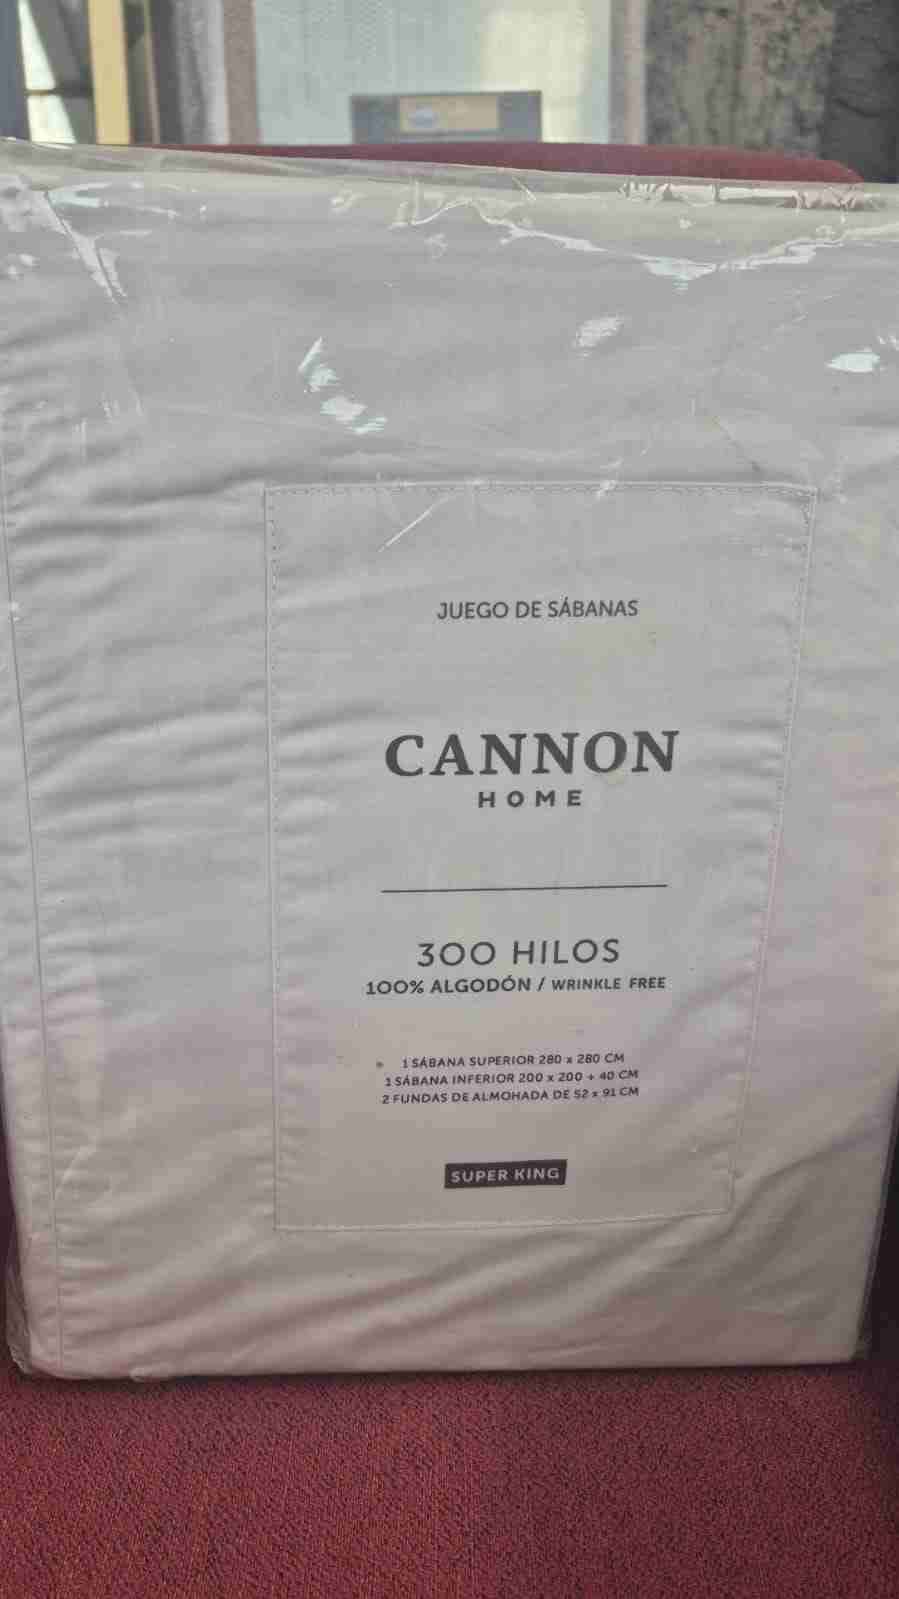 JUEGO DE SÁBANAS
CANNON
HOME
300 HILOS
100% ALGODÓN / WRINKLE FREE
1 SÁBANA SUPERIOR 280 x 280 CM
1 SÁBANA INFERIOR 200 x 200 + 40 CM
2 FUNDAS DE ALMOHADA DE 52 x 91 CM
SUPER KING